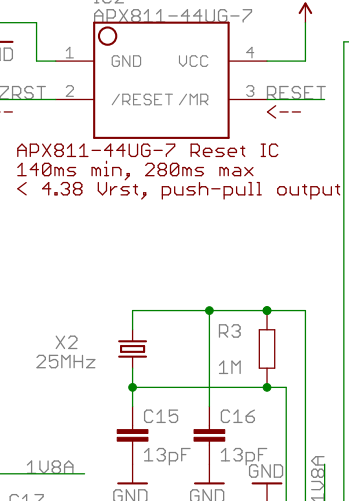 APX811-44UG-7
1
GND
VCC
4
ZRST
2
/RESET
/MR
3
RESET
<--
APX811-44UG-7 Reset IC
140ms min, 280ms max
< 4.38 Vrst, push-pull output
R3
X2
25MHz
1M
C15
C16
13pF
13pF
GND
1V8A
1V8A
GND
GND